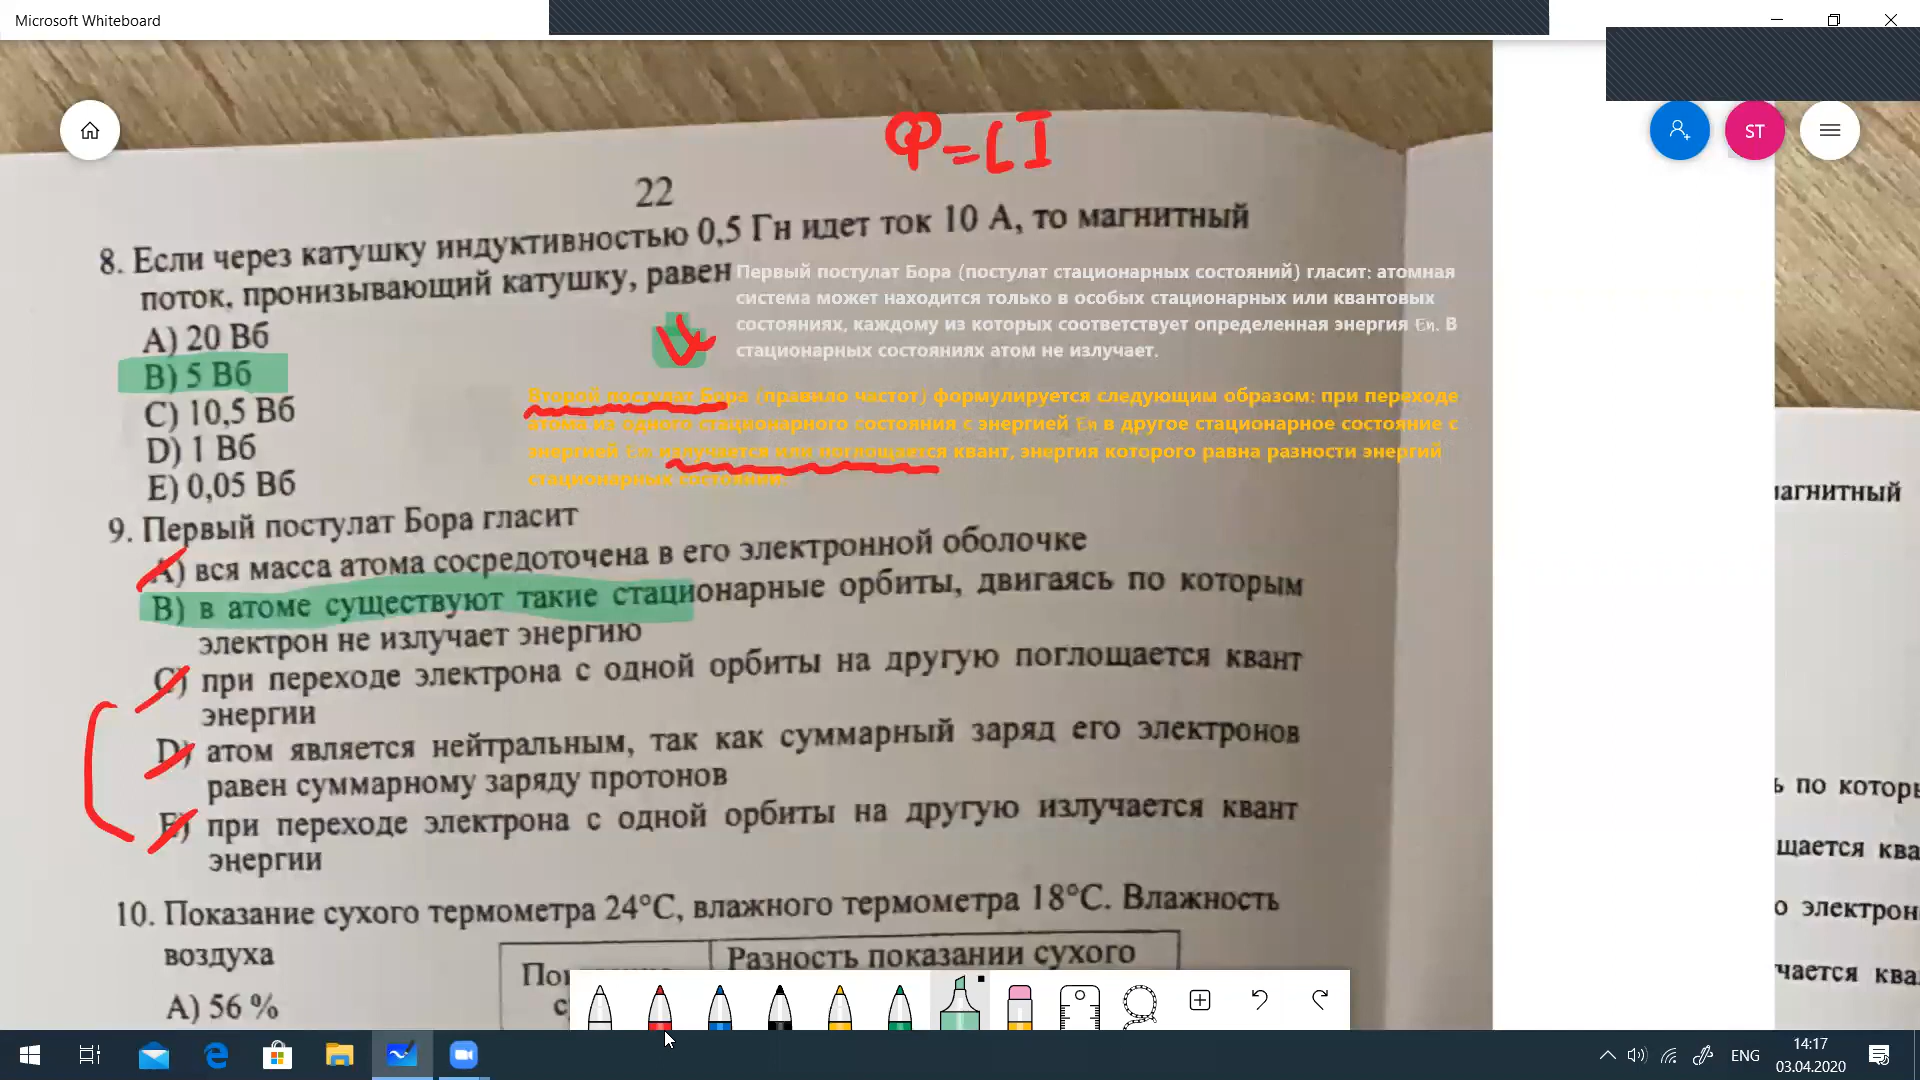 Microsoft Whiteboard
ST
Ф=LI
22
8. Если через катушку индуктивностью 0,5 Гн идет ток 10 А, то магнитный
поток, пронизывающий катушку, равен
A) 20 Вб
B) 5 Вб
C) 10,5 Вб
D) 1 Вб
E) 0,05 Вб
Первый постулат Бора (постулат стационарных состояний) гласит: атомная
система может находится только в особых стационарных или квантовых
состояниях, каждому из которых соответствует определенная энергия En. В
стационарных состояниях атом не излучает.
Второй постулат Бора (правило частот) формулируется следующим образом: при переходе
атома из одного стационарного состояния с энергией En в другое стационарное состояние с
энергией Em излучается или поглощается квант, энергия которого равна разности энергий
стационарных состояний.
9. Первый постулат Бора гласит
A) вся масса атома сосредоточена в его электронной оболочке
B) в атоме существуют такие стационарные орбиты, двигаясь по которым
электрон не излучает энергию
C) при переходе электрона с одной орбиты на другую поглощается квант
энергии
D) атом является нейтральным, так как суммарный заряд его электронов
равен суммарному заряду протонов
E) при переходе электрона с одной орбиты на другую излучается квант
энергии
10. Показание сухого термометра 24°С, влажного термометра 18°С. Влажность
воздуха
A) 56 %
Разность показании сухого
магнитный
ь по которы
щается ква
о электрон
чается ква
ENG
14:17
03.04.2020